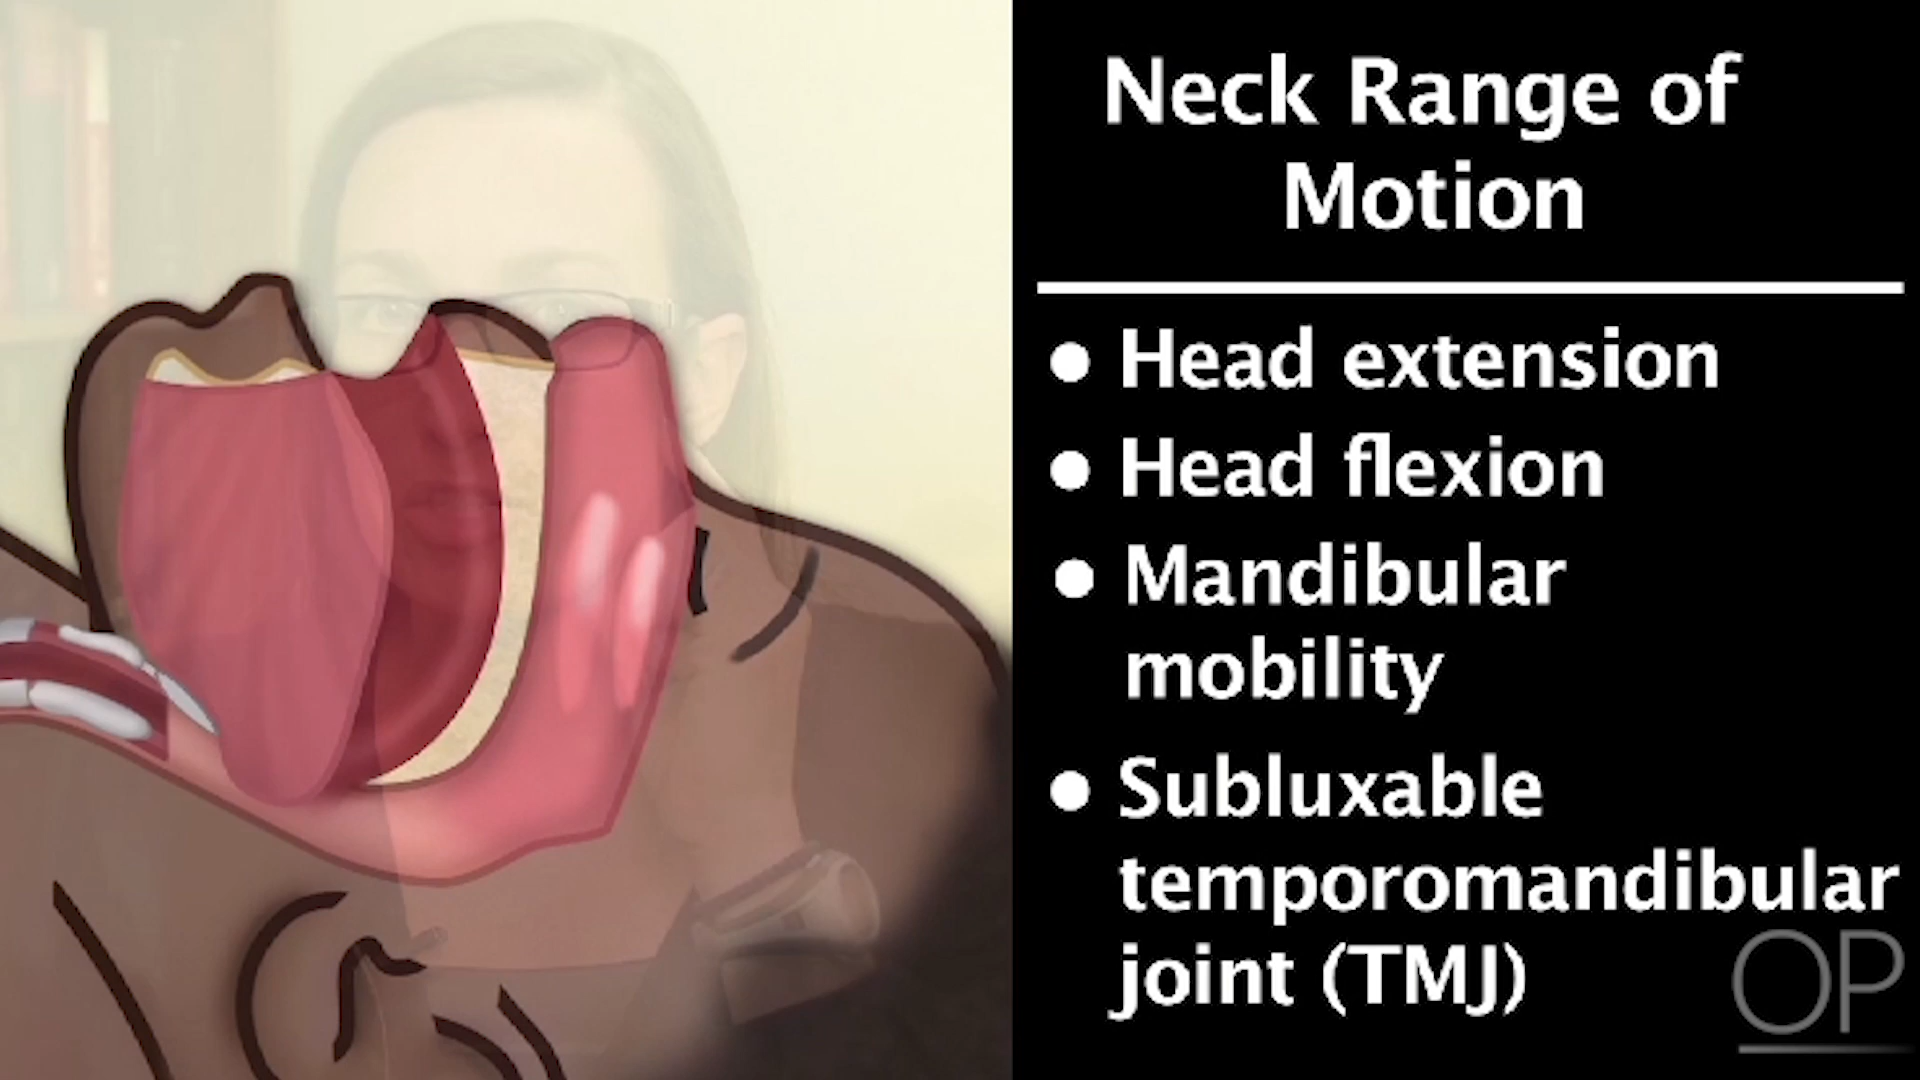 Neck Range of
Motion
• Head extension
• Head flexion
• Mandibular
mobility
• Subluxable
temporomandibular
joint (TMJ)
OP